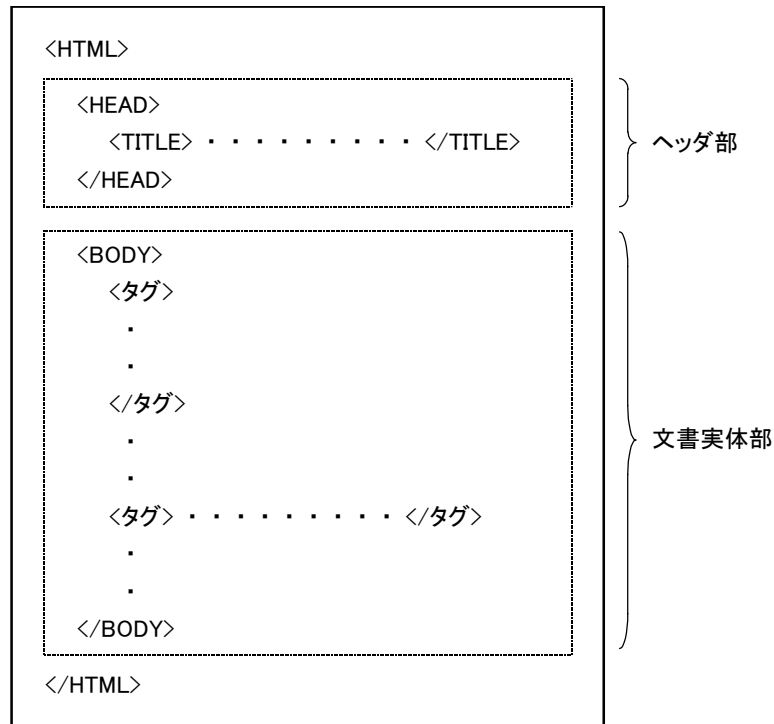 <HTML>
<HEAD>
<TITLE> ・ ・ ・ ・ ・ ・ ・ ・ ・ </TITLE>
</HEAD>
ヘッダ部
<BODY>
<タグ>
・
・
</タグ>
・
・
<タグ> ・ ・ ・ ・ ・ ・ ・ ・ ・ </タグ>
・
・
</BODY>
文書実体部
</HTML>